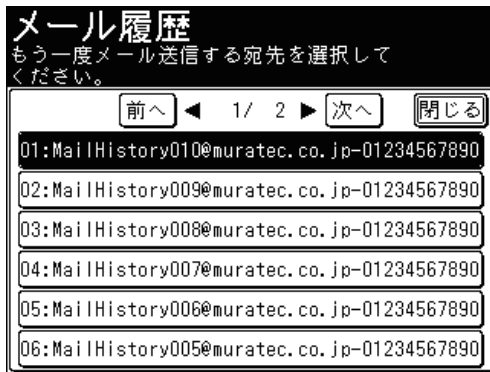 メール履歴
もう一度メール送信する宛先を選択して
ください。
前へ ◀ 1/ 2 ▶ 次へ 閉じる
01:MailHistory010@muratec.co.jp-01234567890
02:MailHistory009@muratec.co.jp-01234567890
03:MailHistory008@muratec.co.jp-01234567890
04:MailHistory007@muratec.co.jp-01234567890
05:MailHistory006@muratec.co.jp-01234567890
06:MailHistory005@muratec.co.jp-01234567890